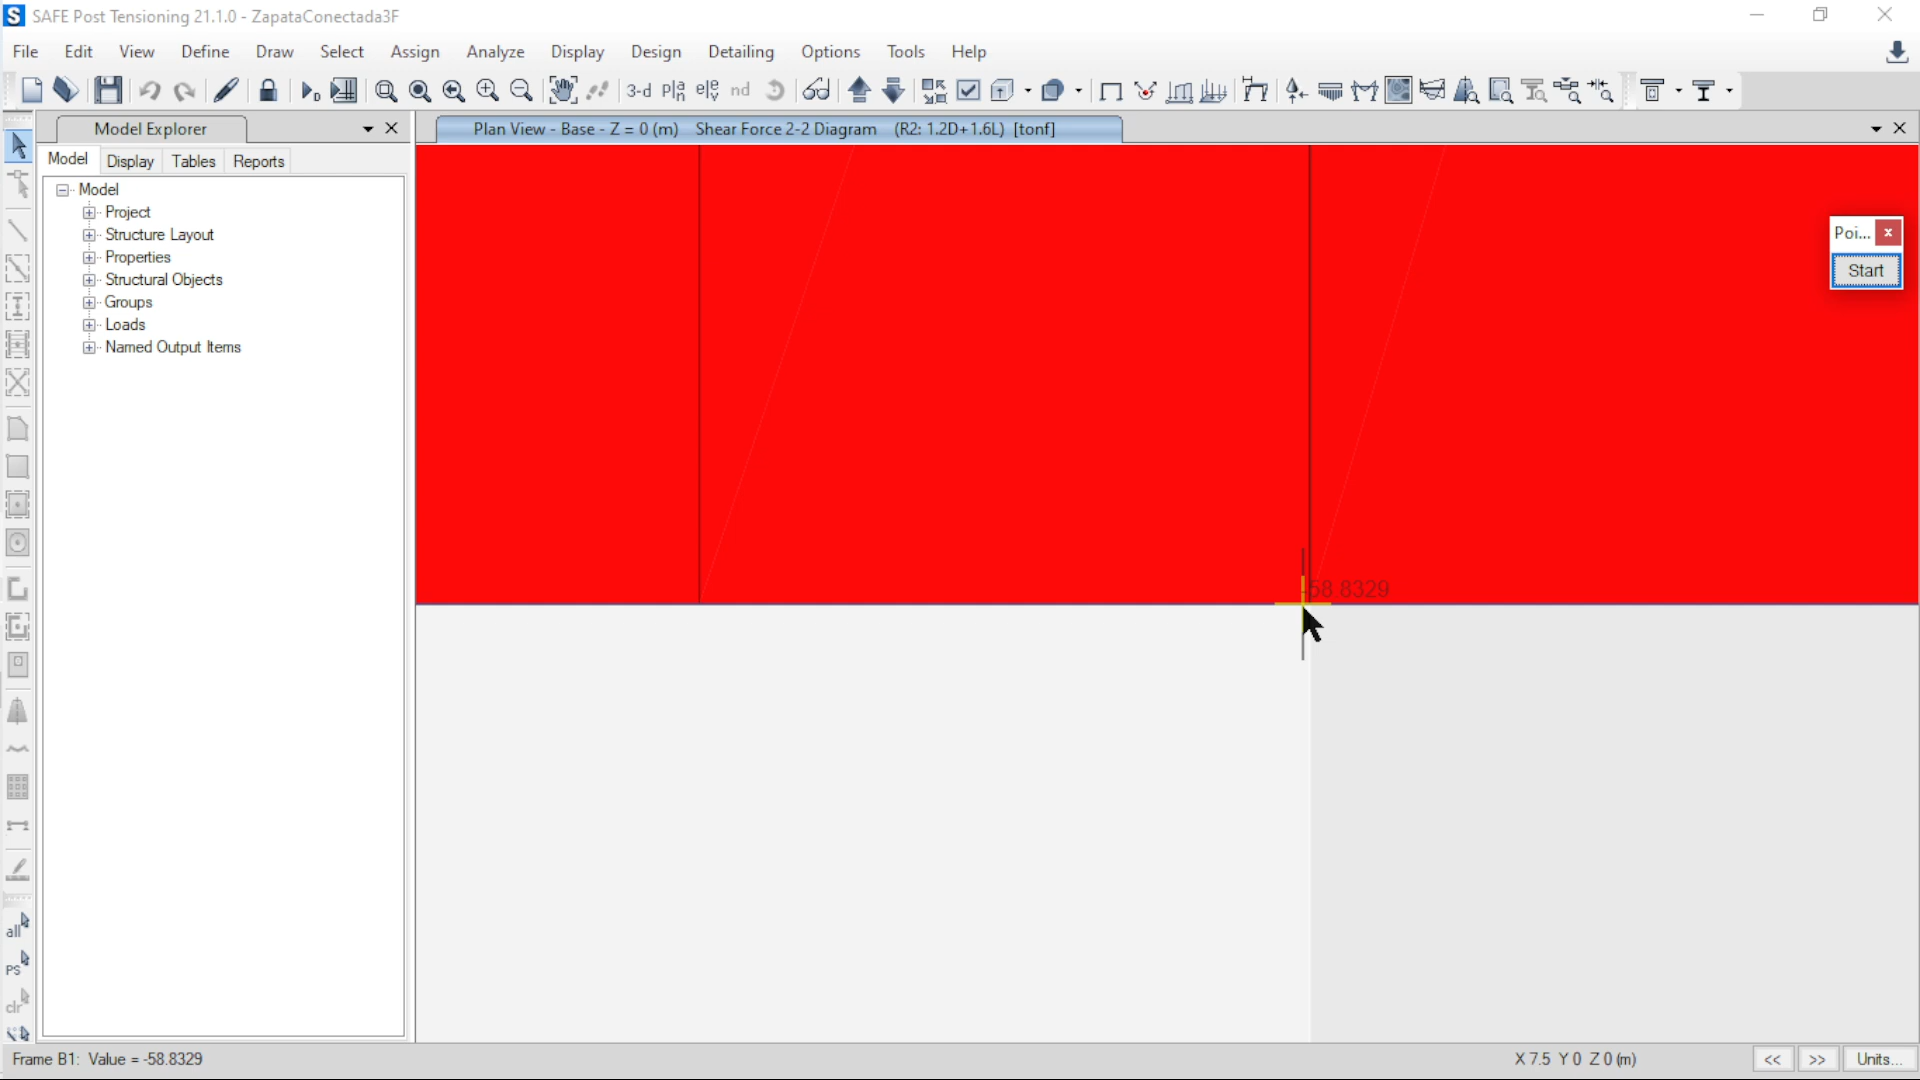 SAFE Post Tensioning 21.1.0 - ZapataConectada3F
File Edit View Define Draw Select Assign Analyze Display Design Detailing Options Tools Help
3-d pla n ele v nd
Model Explorer
Plan View - Base - Z = 0 (m) Shear Force 2-2 Diagram (R2: 1.2D+1.6L) [tonf]
Model Display Tables Reports
Model
Project
Structure Layout
Properties
Structural Objects
Groups
Loads
Named Output Items
Poi...
Start
-58.8329
all
PS
clr
Frame B1: Value = -58.8329
X 7.5 Y 0 Z 0 (m)
<< >> Units...